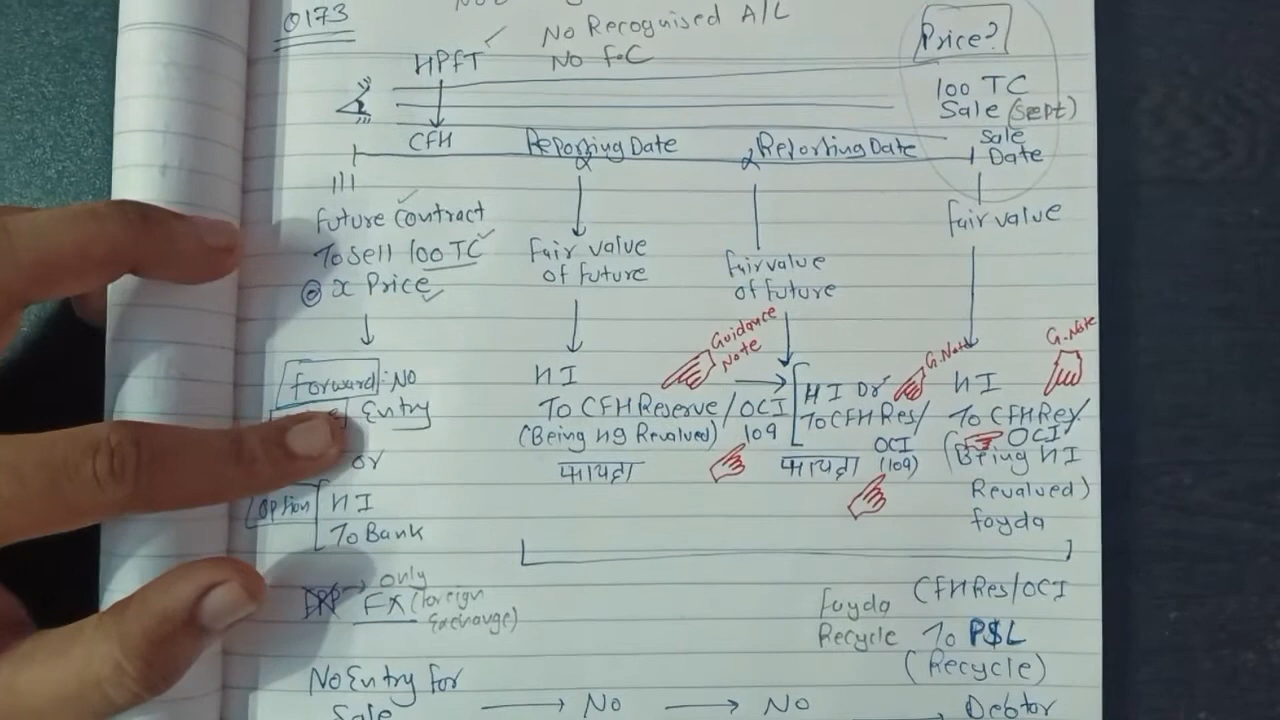 0173
No Recognised A/L
No F.C
Price?
HPFT
100 TC
Sale (Sept)
CFH
Reporting Date
Reporting Date
Sale
Date
Future Contract
To Sell 100 TC
@ x Price
Fair value
of future
Fair value
of future
Fair value
Forward: No
Entry
or
Option
HI
To Bank
HI
To CFH Reserve / OCI
(Being Hg Revalued) 109
फायदा
Guidance
Note
HI Dr
To CFH Res/
OCI
फायदा (109)
G.Note
HI
To CFH Res/
OCI
(Being HI
Revalued)
fayda
G.Note
only
FX (foreign
Exchange)
fayda
Recycle
CFH Res/OCI
To P&L
(Recycle)
No Entry for
Sale
No
No
Debtor